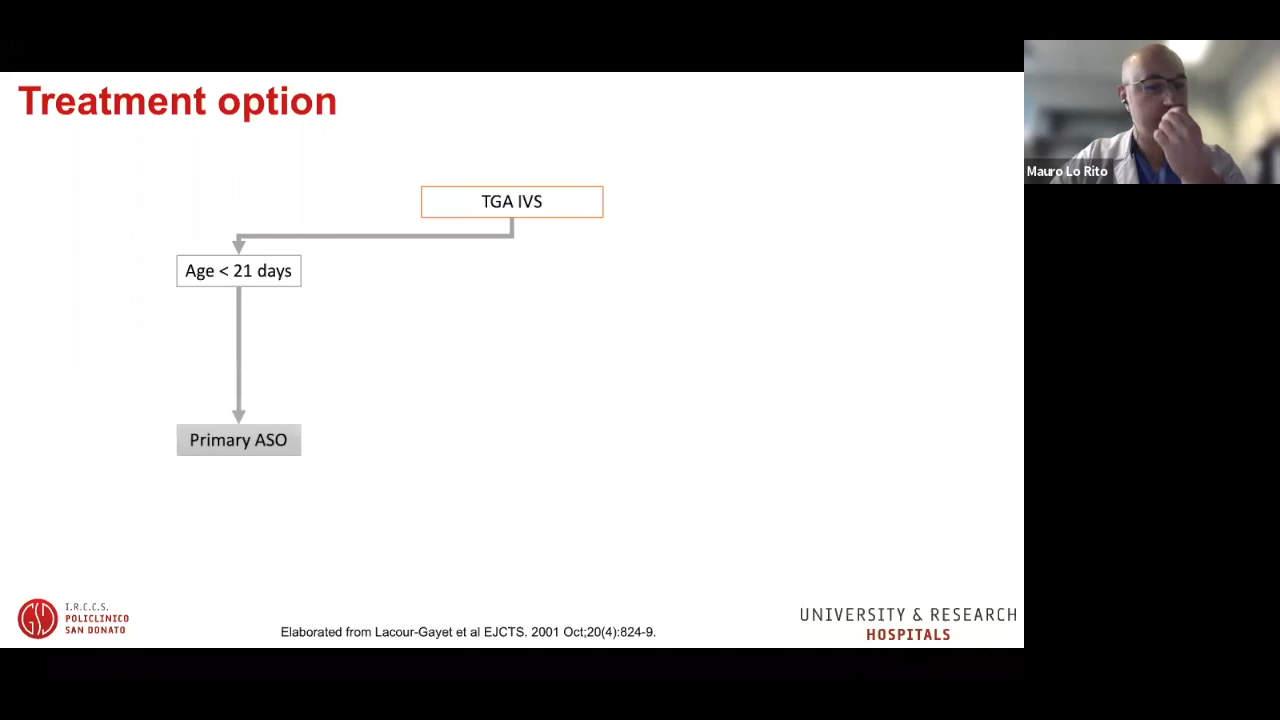 Treatment option
Mauro Lo Rito
TGA IVS
Age < 21 days
Primary ASO
I.R.C.C.S.
POLICLINICO
SAN DONATO
Elaborated from Lacour-Gayet et al EJCTS. 2001 Oct;20(4):824-9.
UNIVERSITY & RESEARCH
HOSPITALS